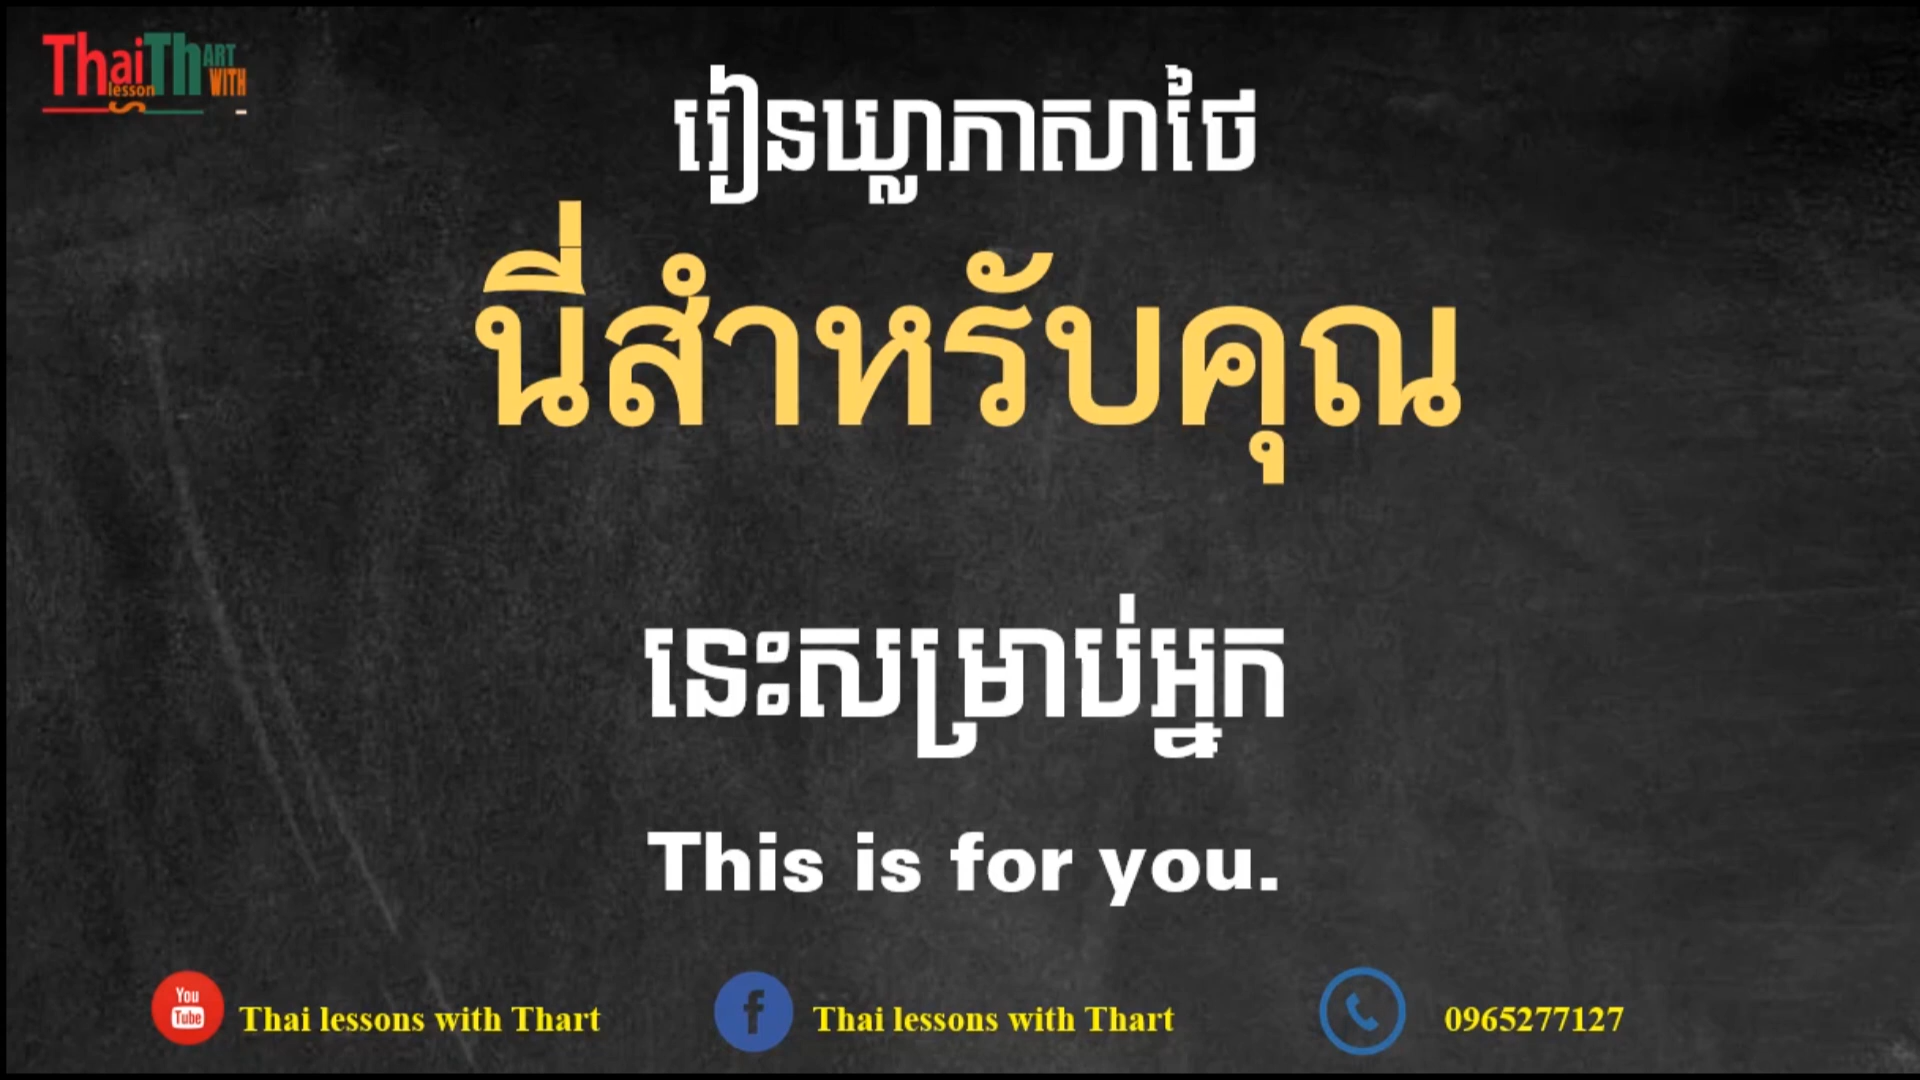 Thai lesson Th ART WITH
រៀនឃ្លាភាសាថៃ
นี่สำหรับคุณ
នេះសម្រាប់អ្នក
This is for you.
You Tube Thai lessons with Thart f Thai lessons with Thart 0965277127